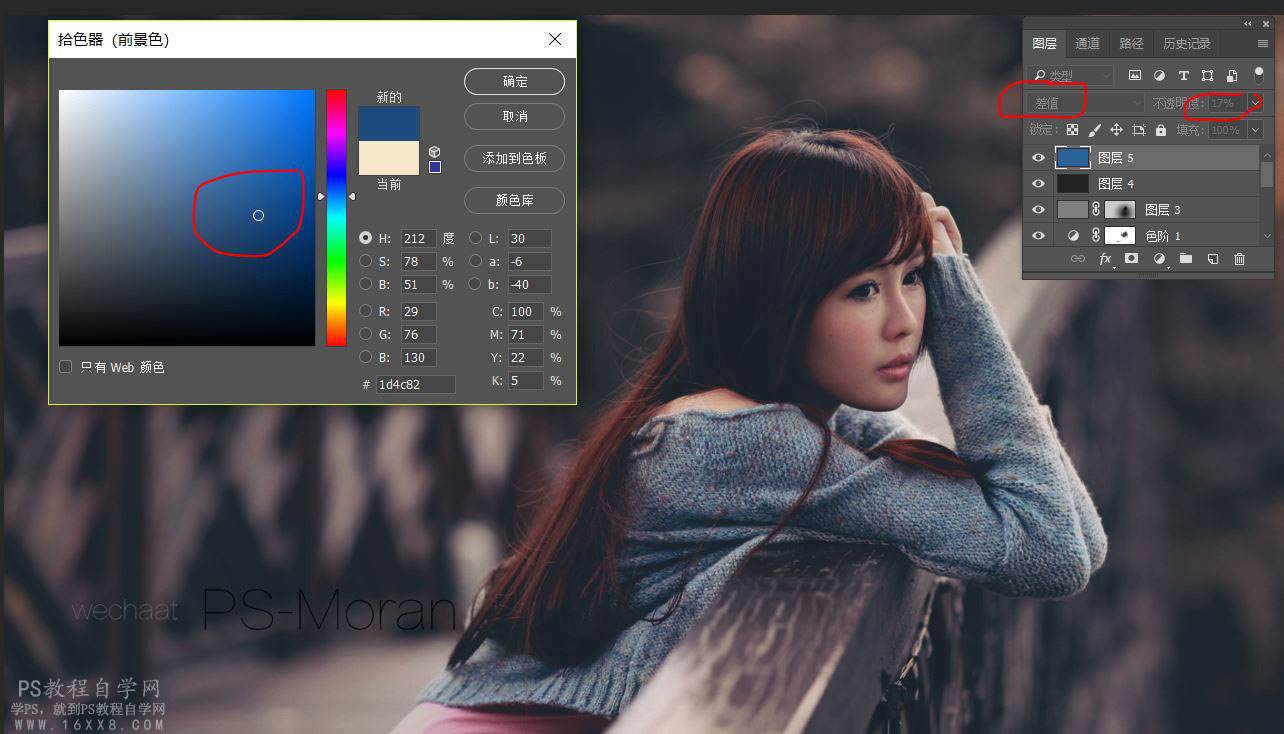 拾色器 (前景色)
新的
当前
确定
取消
添加到色板
颜色库
H: 212 度
S: 78 %
B: 51 %
R: 29
G: 76
B: 130
# 1d4c82
L: 30
a: -6
b: -40
C: 100 %
M: 71 %
Y: 22 %
K: 5 %
只有 Web 颜色
图层 通道 路径 历史记录
类型
差值 不透明度: 17%
锁定: 填充: 100%
图层 5
图层 4
图层 3
色阶 1
fx
wechaat PS-Moran
PS教程自学网
学PS，就到PS教程自学网
WWW.16XX8.COM